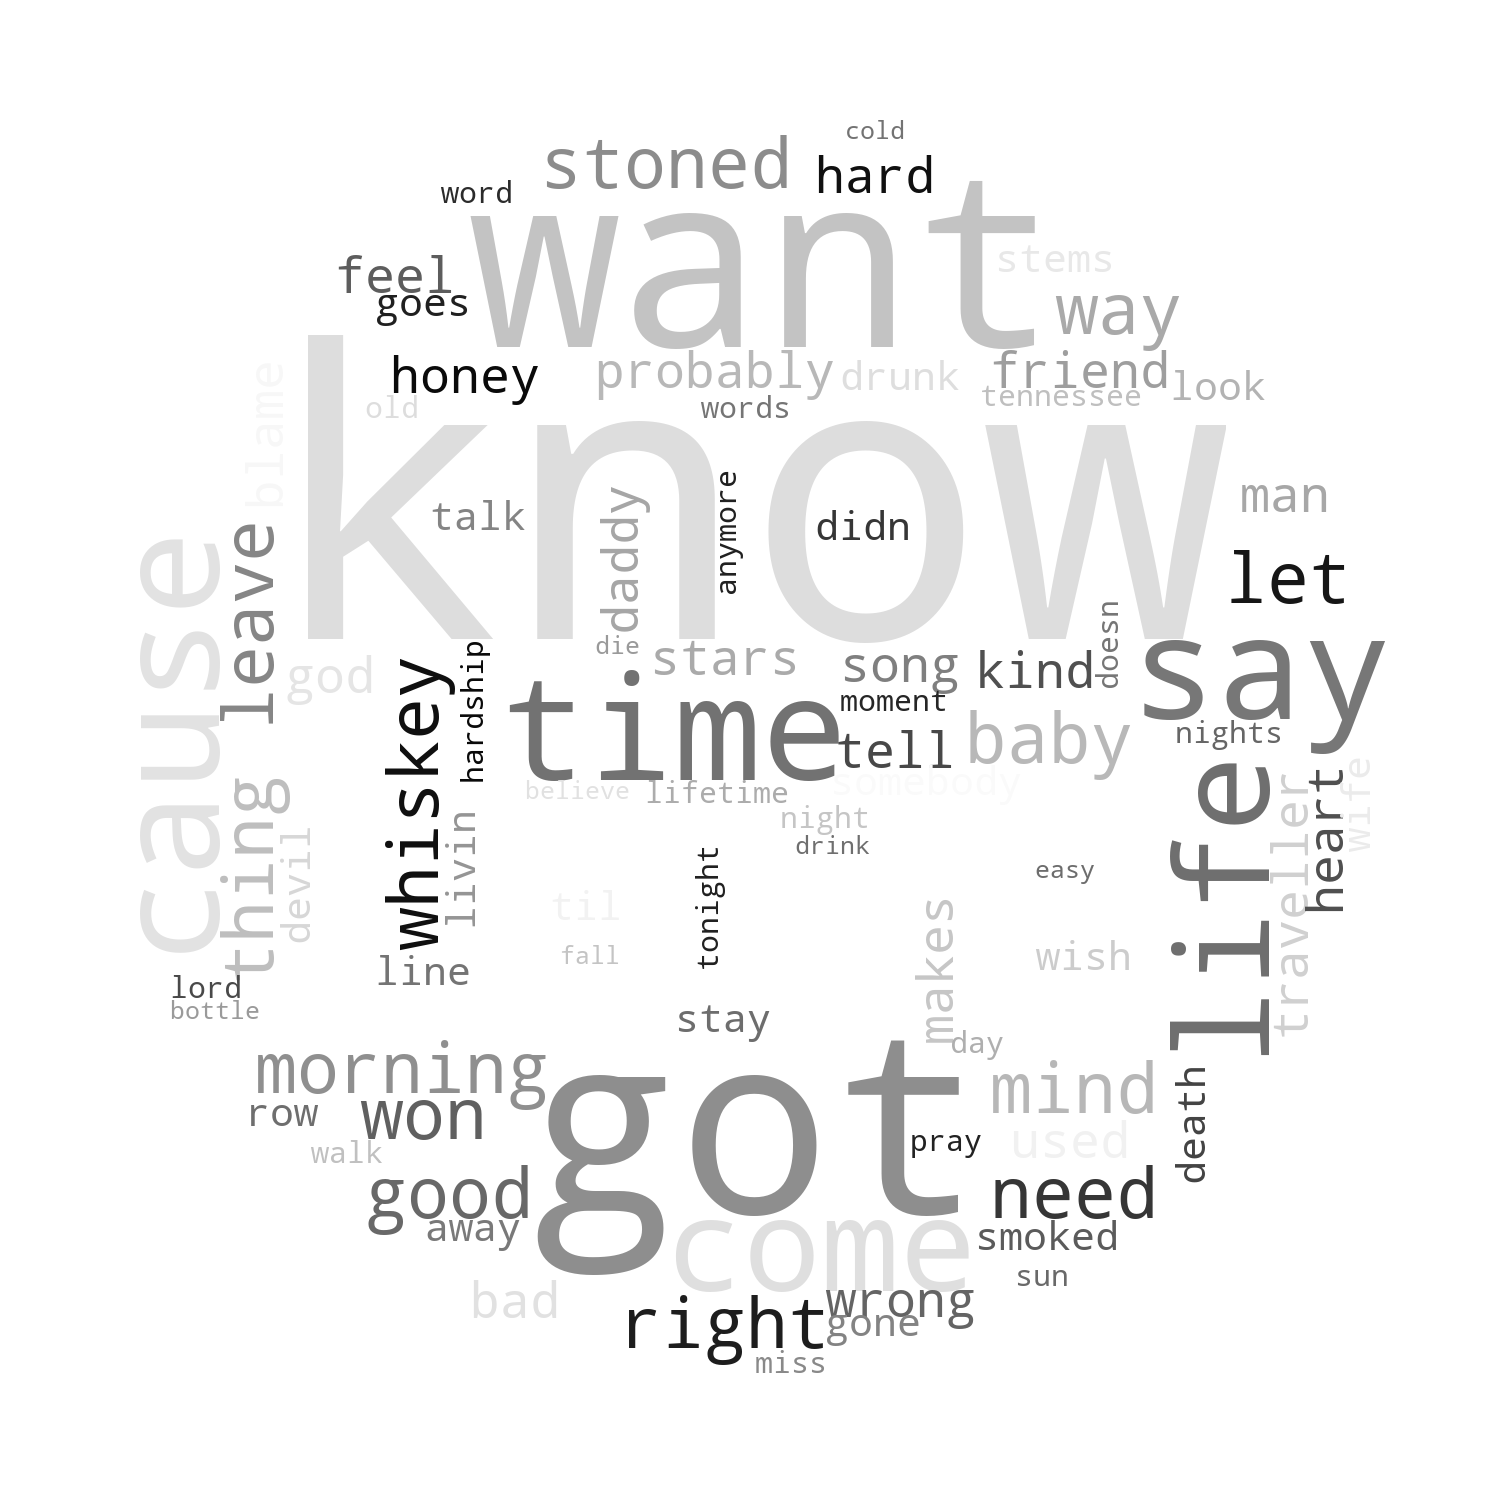 cold
stoned
hard
word
want
stems
feel
goes
way
probably
drunk
friend
honey
tennessee
look
old
words
blame
know
man
talk
daddy
anymore
didn
cause
leave
let
die
stars
song
kind
doesn
say
god
hardship
whiskey
time
moment
tell
baby
nights
thing
believe
lifetime
somebody
life
heart
wife
traveller
devil
livin
night
drink
easy
til
tonight
makes
wish
fall
line
lord
bottle
stay
day
morning
got
mind
death
row
won
pray
used
walk
good
need
away
come
smoked
sun
bad
right
wrong
gone
miss